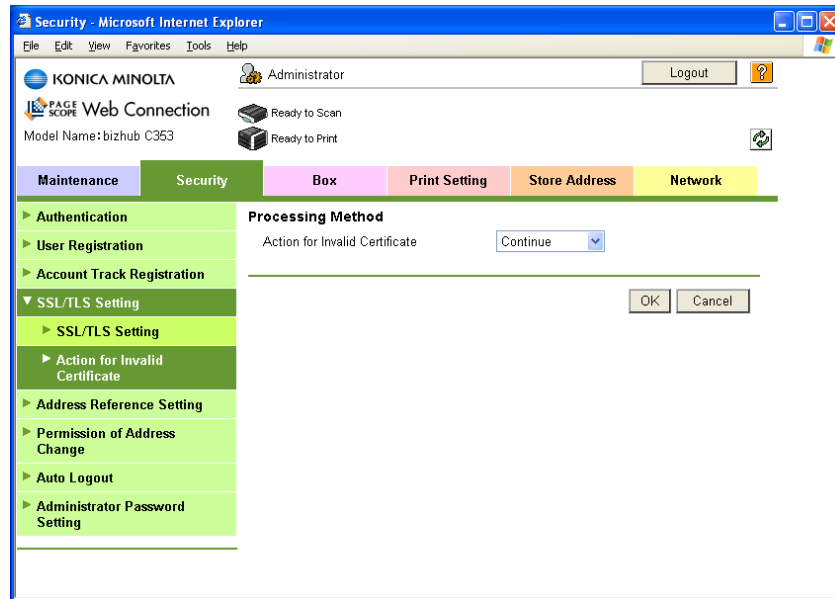 Security - Microsoft Internet Explorer
File Edit View Favorites Tools Help
KONICA MINOLTA
Administrator
Logout
?
PAGE SCOPE Web Connection
Ready to Scan
Model Name:bizhub C353
Ready to Print
Maintenance Security Box Print Setting Store Address Network
Authentication
User Registration
Account Track Registration
SSL/TLS Setting
SSL/TLS Setting
Action for Invalid
Certificate
Address Reference Setting
Permission of Address
Change
Auto Logout
Administrator Password
Setting
Processing Method
Action for Invalid Certificate Continue
OK Cancel